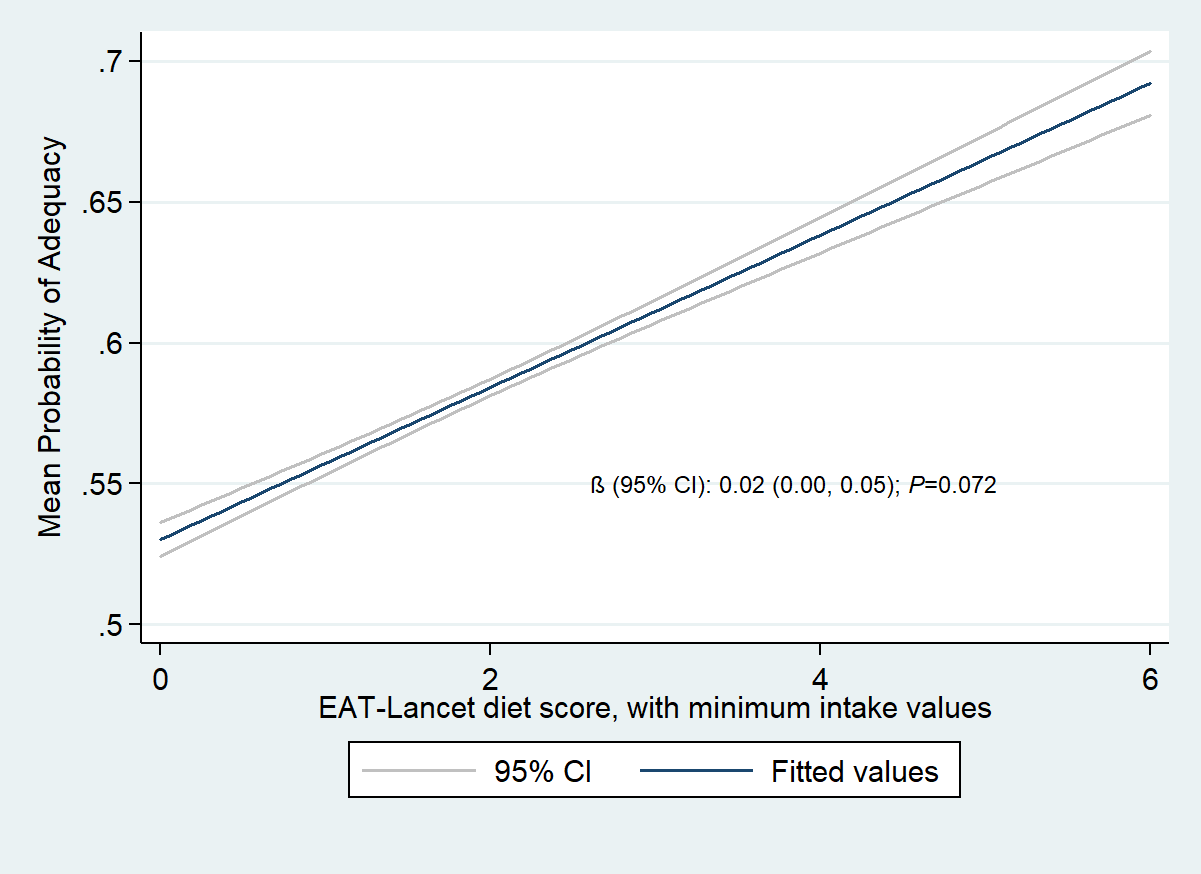 Mean Probability of Adequacy
.7
.65
.6
.55
.5
ß (95% CI): 0.02 (0.00, 0.05); P=0.072
0 2 4 6
EAT-Lancet diet score, with minimum intake values
95% CI Fitted values